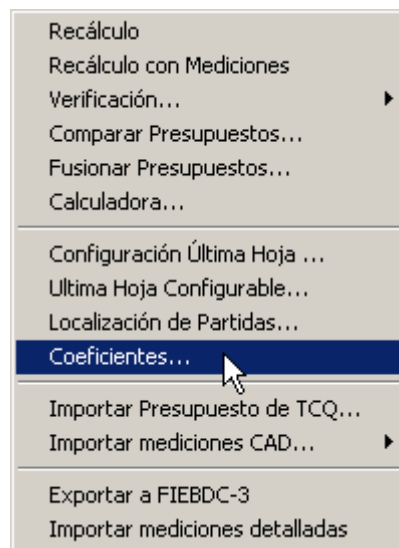 Recálculo
Recálculo con Mediciones
Verificación...
Comparar Presupuestos...
Fusionar Presupuestos...
Calculadora...
Configuración Última Hoja ...
Ultima Hoja Configurable...
Localización de Partidas...
Coeficientes...
Importar Presupuesto de TCQ...
Importar mediciones CAD...
Exportar a FIEBDC-3
Importar mediciones detalladas